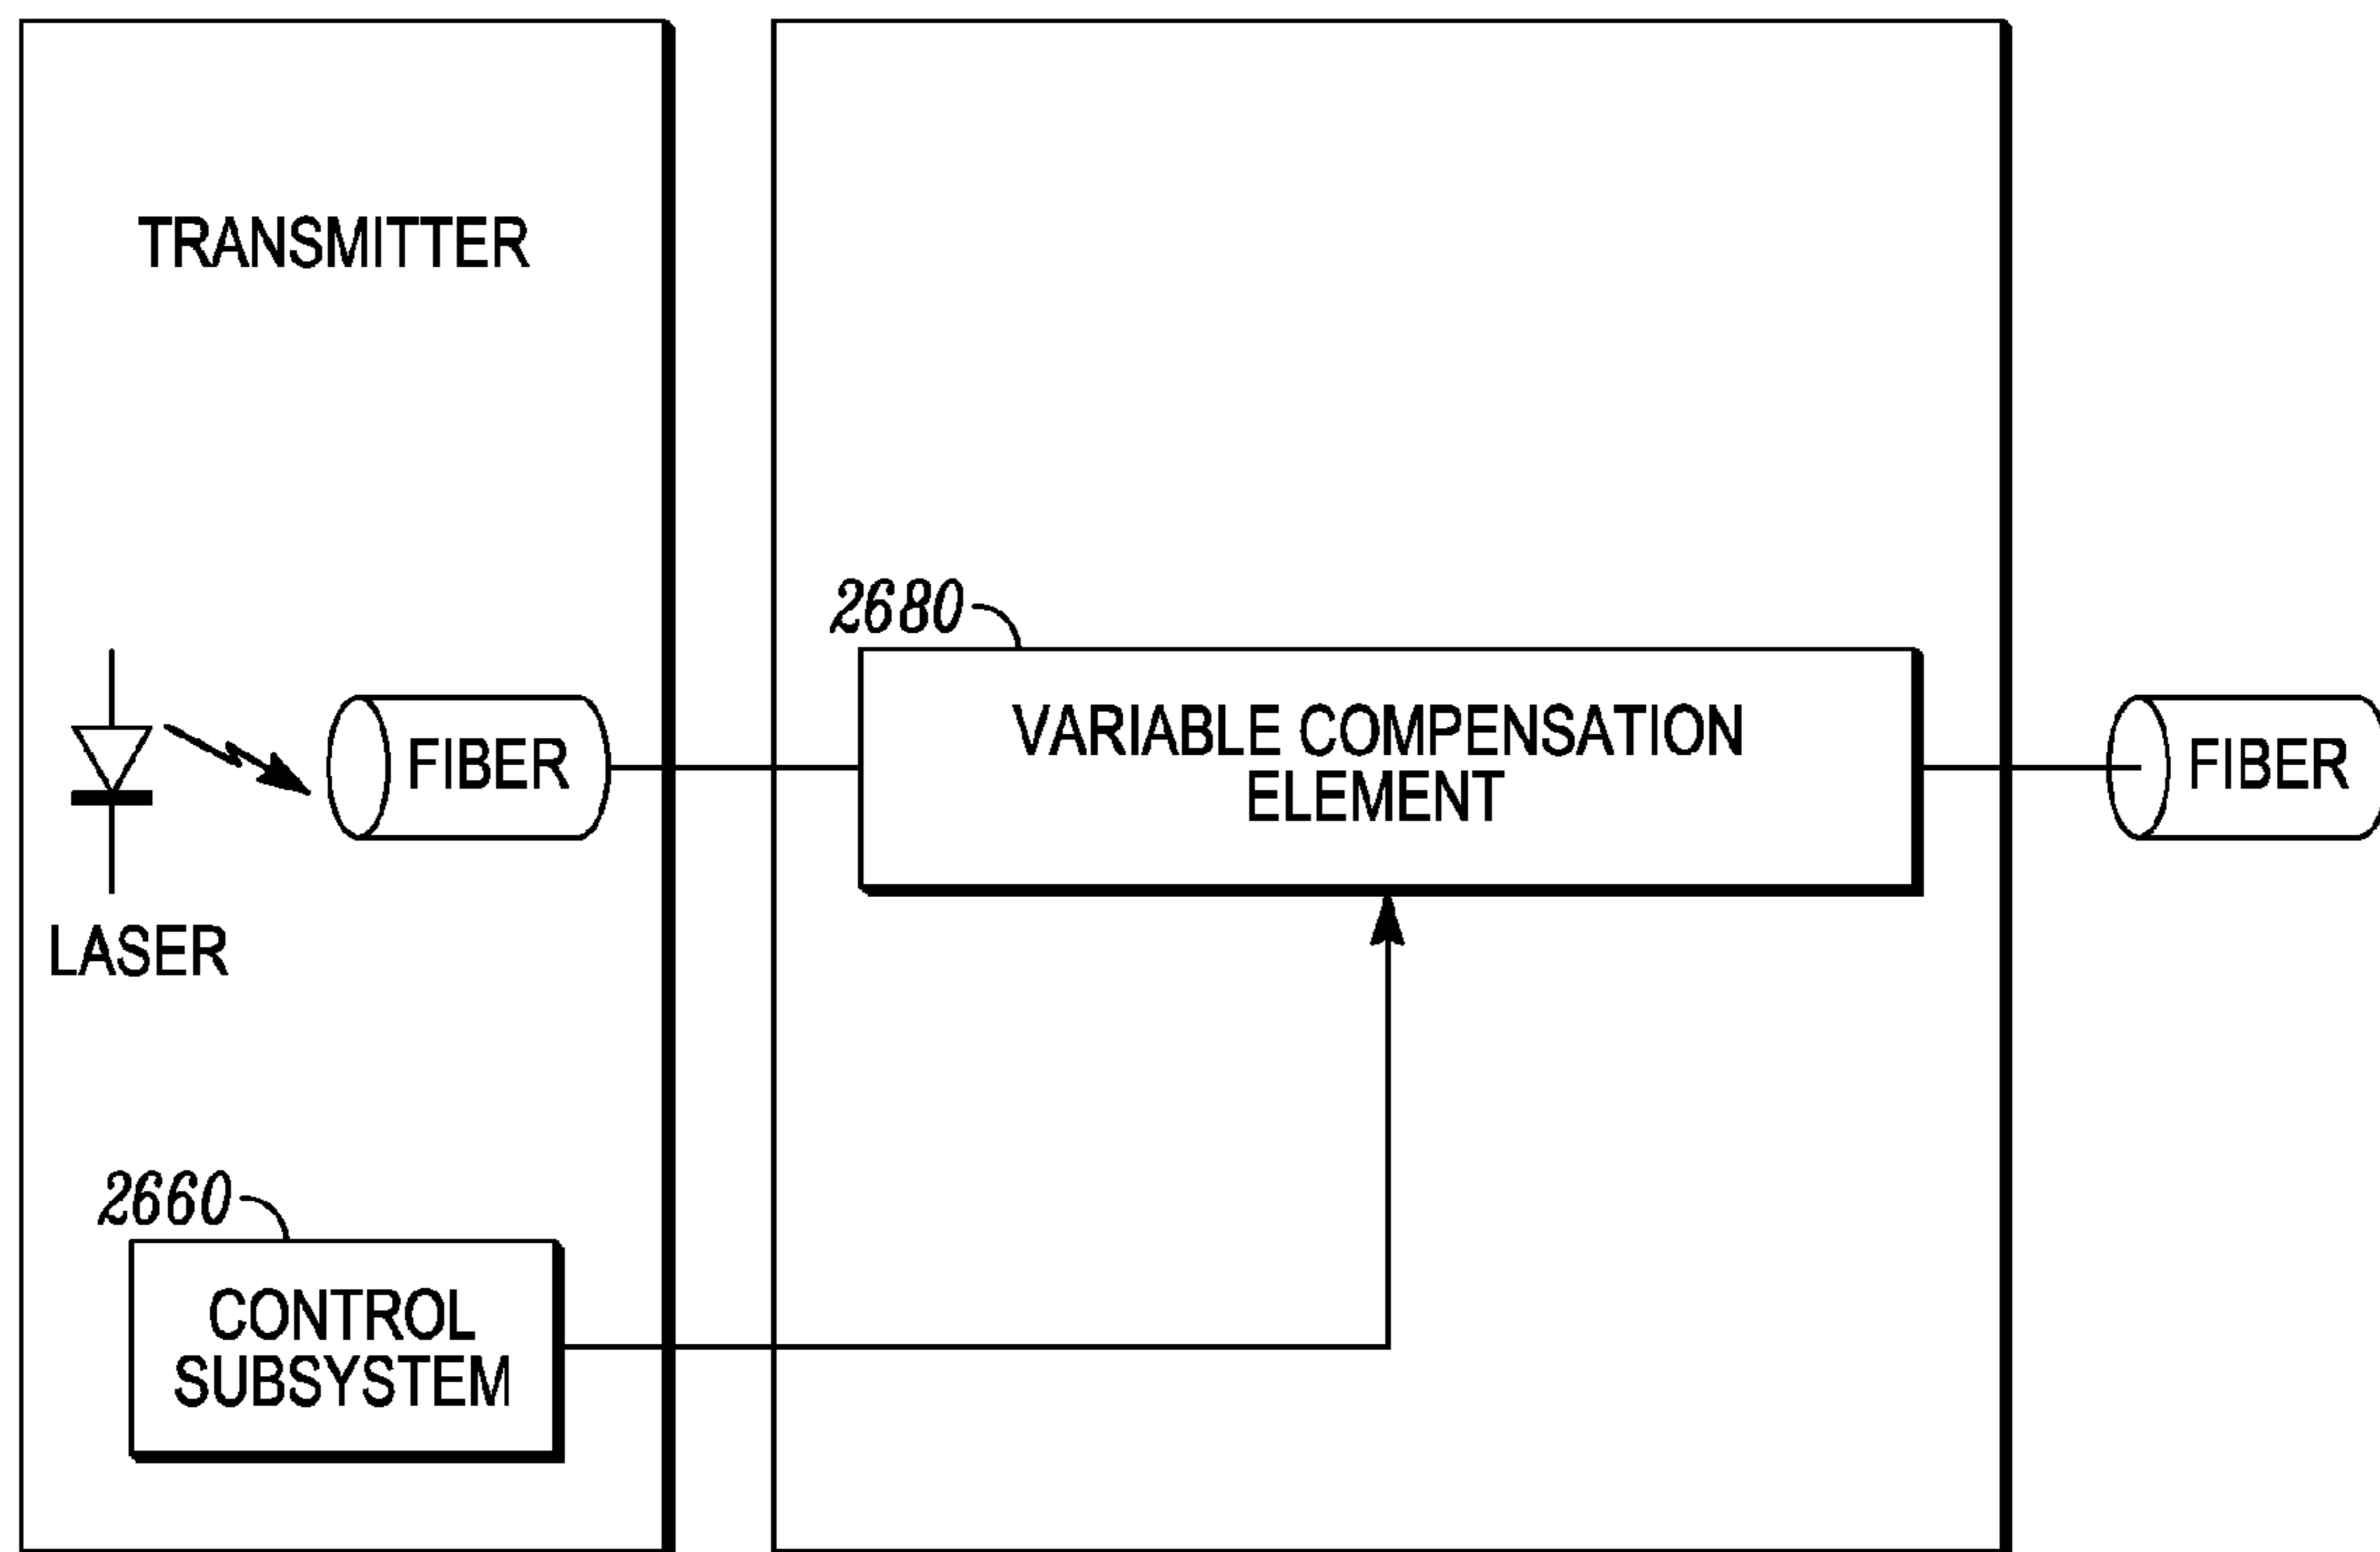 TRANSMITTER
2680
VARIABLE COMPENSATION
ELEMENT
FIBER
FIBER
LASER
2660
CONTROL
SUBSYSTEM